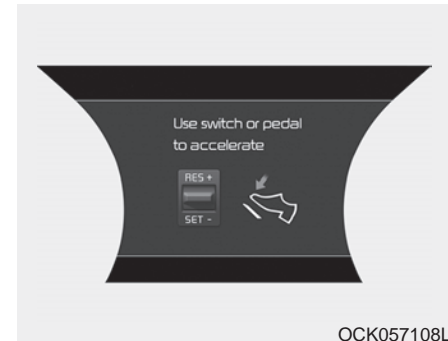 Use switch or pedal
to accelerate
RES +
SET -
OCK057108L